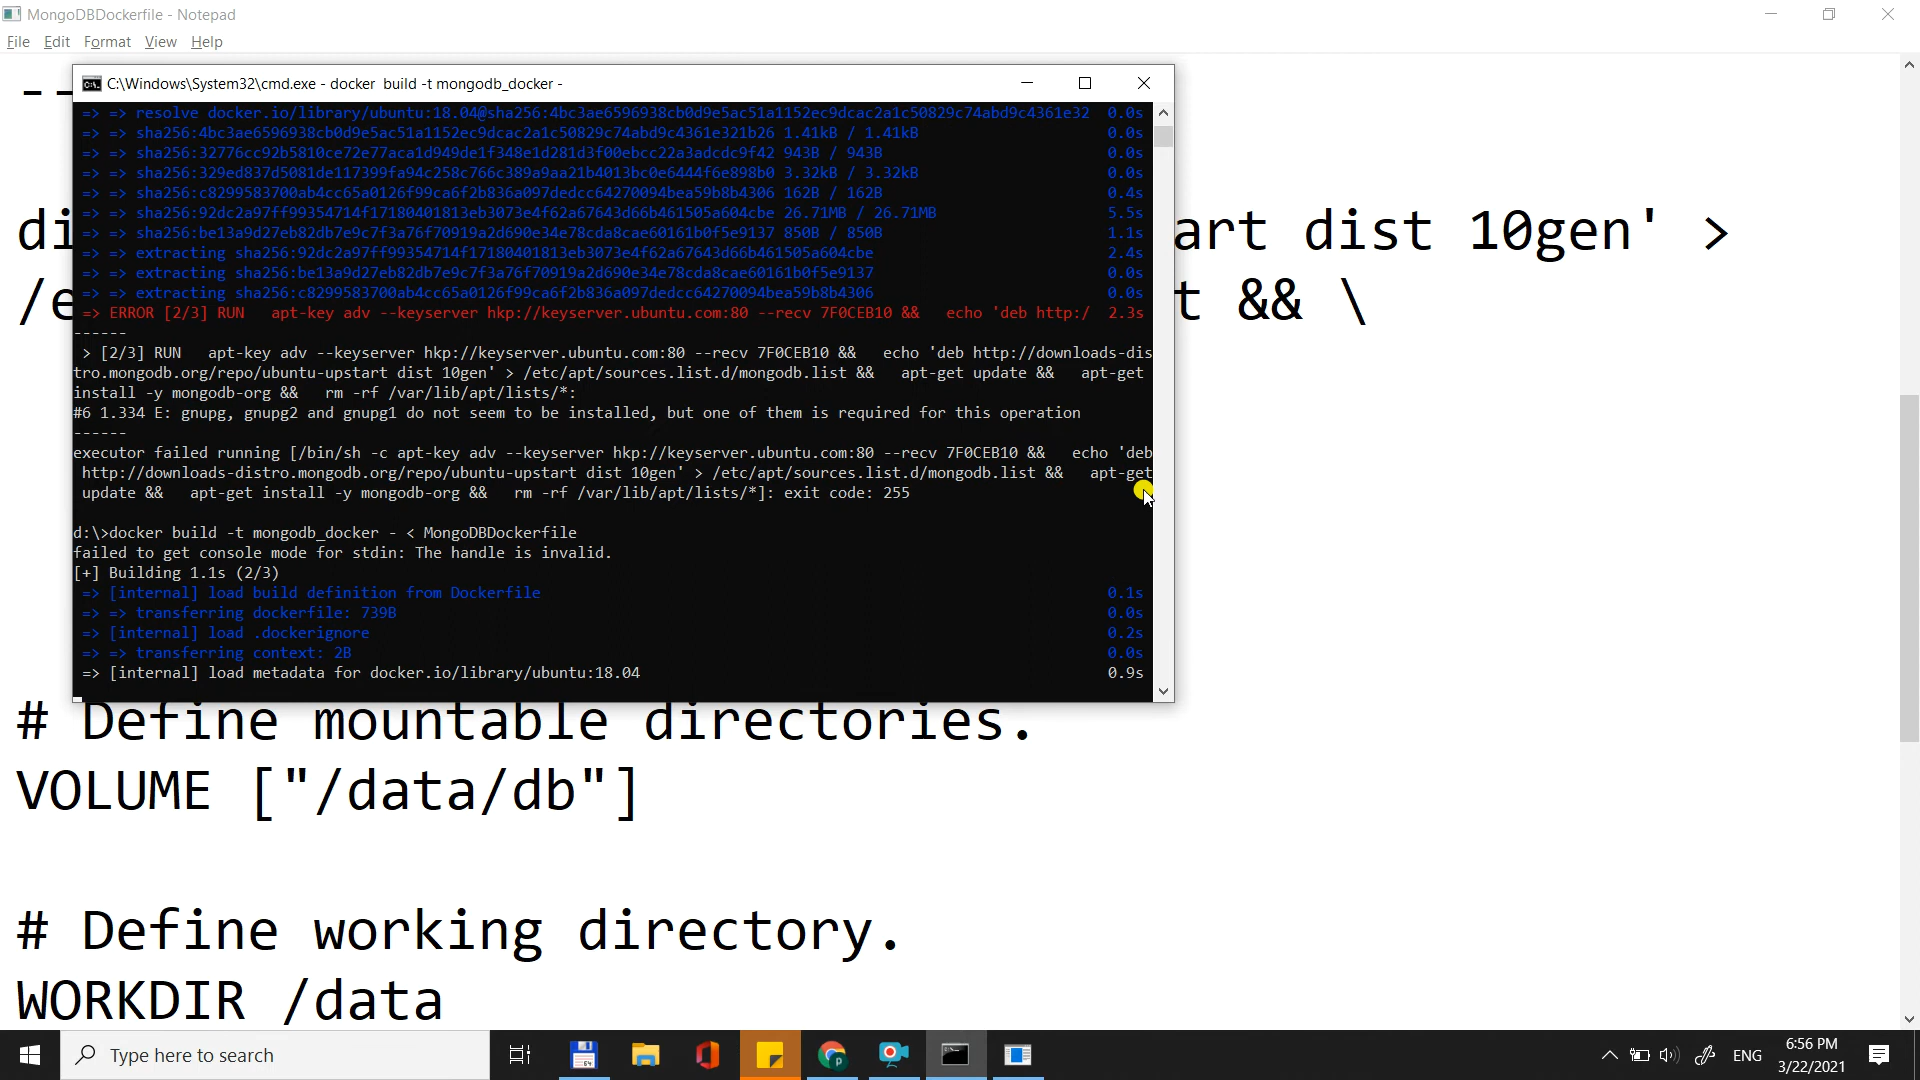 MongoDBDockerfile - Notepad
File Edit Format View Help
C:\Windows\System32\cmd.exe - docker  build -t mongodb_docker -
=> => resolve docker.io/library/ubuntu:18.04@sha256:4bc3ae6596938cb0d9e5ac51a1152ec9dcac2a1c50829c74abd9c4361e32 0.0s
=> => sha256:4bc3ae6596938cb0d9e5ac51a1152ec9dcac2a1c50829c74abd9c4361e321b26 1.41kB / 1.41kB 0.0s
=> => sha256:32776cc92b5810ce72e77aca1d949de1f348e1d281d3f00ebcc22a3adcdc9f42 943B / 943B 0.0s
=> => sha256:329ed837d5081de117399fa94c258c766c389a9aa21b4013bc0e6444f6e898b0 3.32kB / 3.32kB 0.0s
=> => sha256:c8299583700ab4cc65a0126f99ca6f2b836a097dedcc64270094bea59b8b4306 162B / 162B 0.4s
=> => sha256:92dc2a97ff99354714f17180401813eb3073e4f62a67643d66b461505a604cbe 26.71MB / 26.71MB 5.5s
=> => sha256:be13a9d27eb82db7e9c7f3a76f70919a2d690e34e78cda8cae60161b0f5e9137 850B / 850B 1.1s
=> => extracting sha256:92dc2a97ff99354714f17180401813eb3073e4f62a67643d66b461505a604cbe 2.4s
=> => extracting sha256:be13a9d27eb82db7e9c7f3a76f70919a2d690e34e78cda8cae60161b0f5e9137 0.0s
=> => extracting sha256:c8299583700ab4cc65a0126f99ca6f2b836a097dedcc64270094bea59b8b4306 0.0s
=> ERROR [2/3] RUN   apt-key adv --keyserver hkp://keyserver.ubuntu.com:80 --recv 7F0CEB10 &&   echo 'deb http:/ 2.3s
------
> [2/3] RUN   apt-key adv --keyserver hkp://keyserver.ubuntu.com:80 --recv 7F0CEB10 &&   echo 'deb http://downloads-dis
tro.mongodb.org/repo/ubuntu-upstart dist 10gen' > /etc/apt/sources.list.d/mongodb.list &&   apt-get update &&   apt-get
install -y mongodb-org &&   rm -rf /var/lib/apt/lists/*:
#6 1.334 E: gnupg, gnupg2 and gnupg1 do not seem to be installed, but one of them is required for this operation
------
executor failed running [/bin/sh -c apt-key adv --keyserver hkp://keyserver.ubuntu.com:80 --recv 7F0CEB10 &&   echo 'deb
http://downloads-distro.mongodb.org/repo/ubuntu-upstart dist 10gen' > /etc/apt/sources.list.d/mongodb.list &&   apt-get
update &&   apt-get install -y mongodb-org &&   rm -rf /var/lib/apt/lists/*]: exit code: 255
d:\>docker build -t mongodb_docker - < MongoDBDockerfile
failed to get console mode for stdin: The handle is invalid.
[+] Building 1.1s (2/3)
=> [internal] load build definition from Dockerfile 0.1s
=> => transferring dockerfile: 739B 0.0s
=> [internal] load .dockerignore 0.2s
=> => transferring context: 2B 0.0s
=> [internal] load metadata for docker.io/library/ubuntu:18.04 0.9s
--
di art dist 10gen' >
/e t && \
# Define mountable directories.
VOLUME ["/data/db"]
# Define working directory.
WORKDIR /data
Type here to search
ENG
6:56 PM
3/22/2021